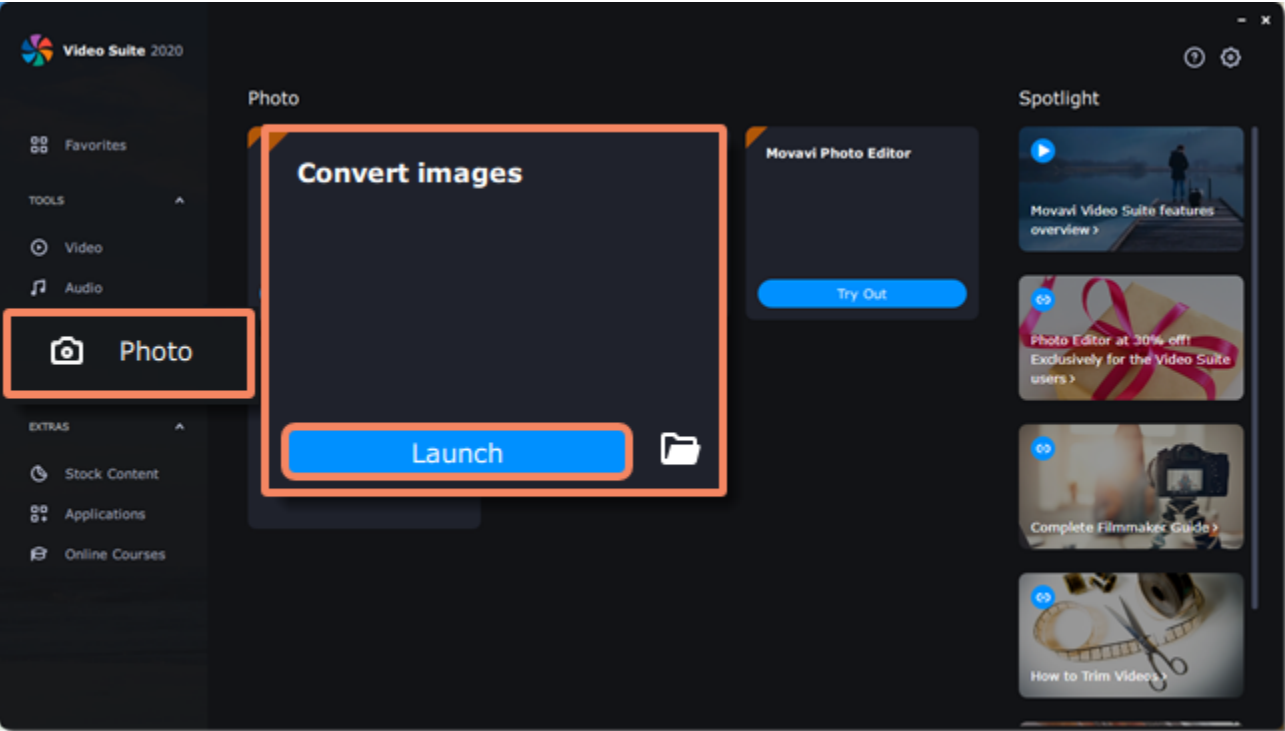 Video Suite 2020
Favorites
TOOLS
Video
Audio
Photo
EXTRAS
Stock Content
Applications
Online Courses
Photo
Convert images
Launch
Movavi Photo Editor
Try Out
Spotlight
Movavi Video Suite features
overview ›
Photo Editor at 30% off!
Exclusively for the Video Suite
users ›
Complete Filmmaker Guide ›
How to Trim Videos ›